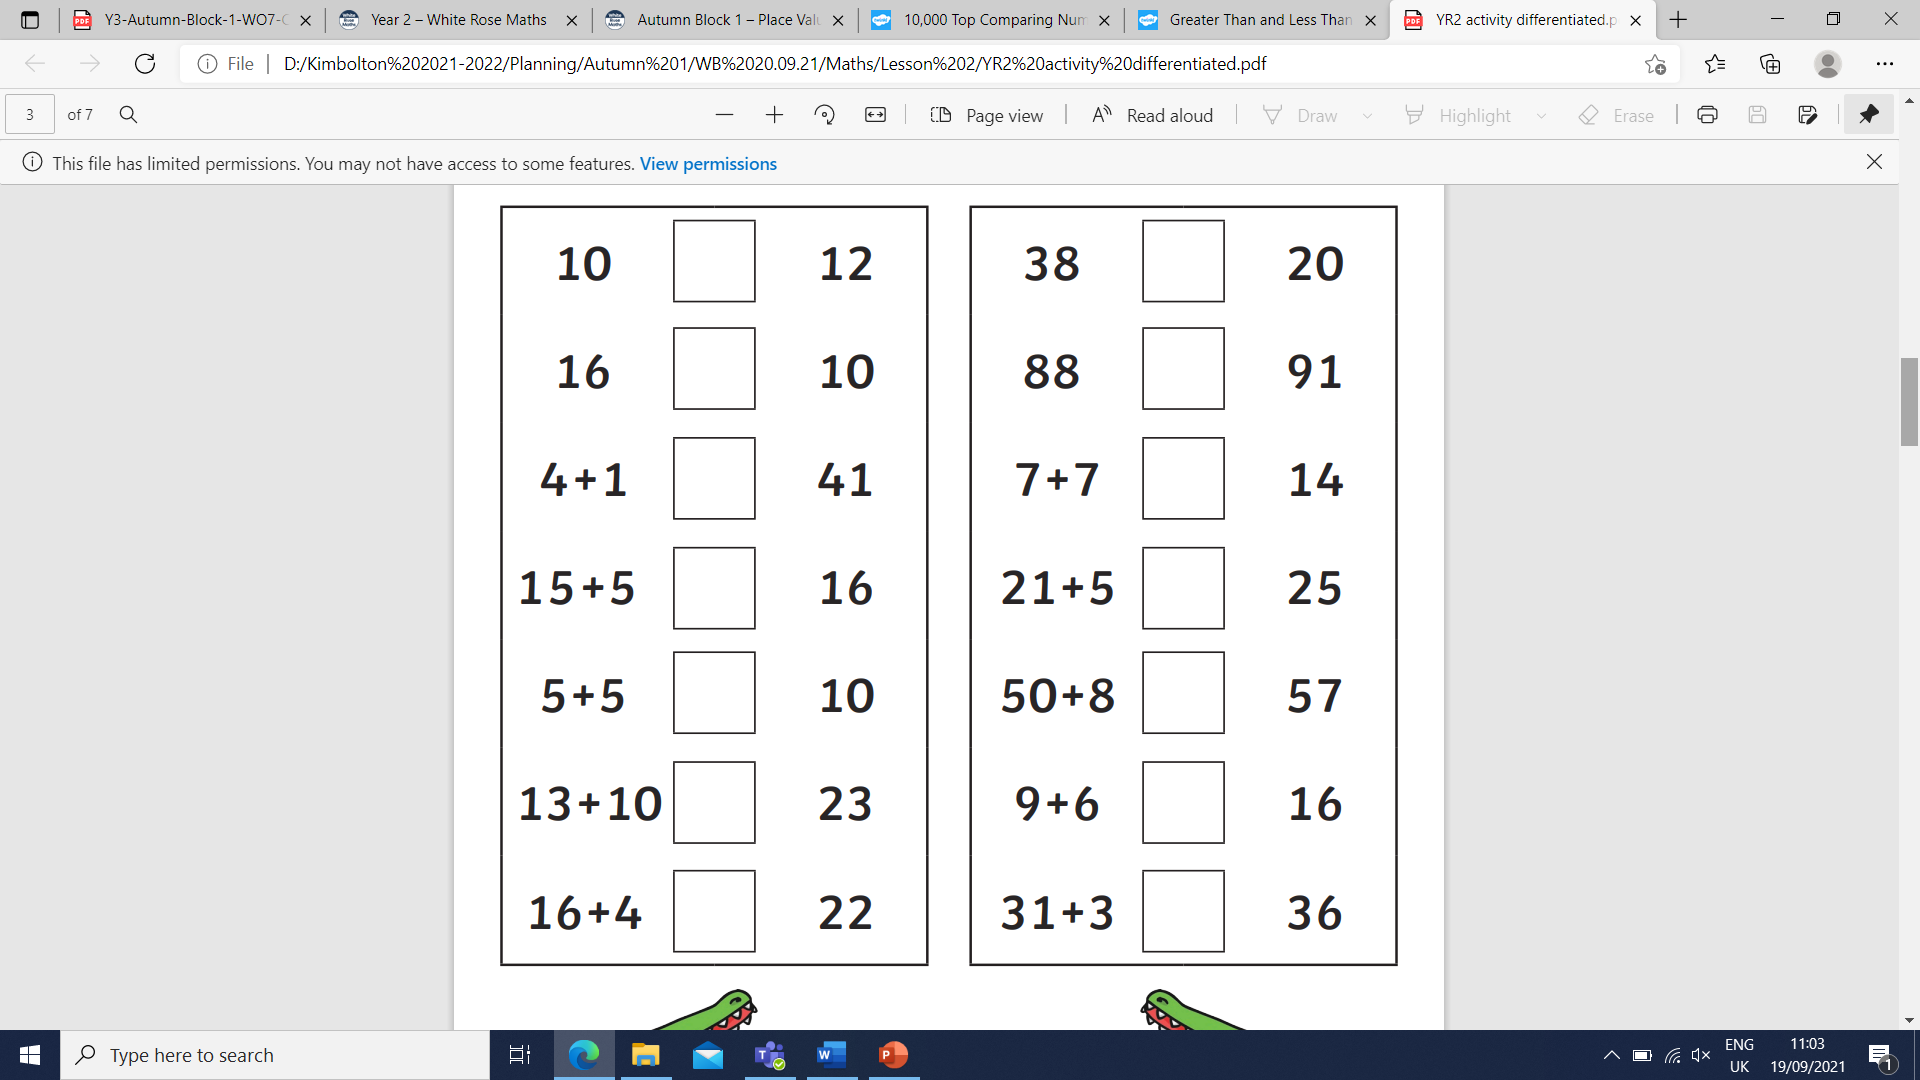 Y3-Autumn-Block-1-WO7-C
Year 2 – White Rose Maths
Autumn Block 1 – Place Valu
10,000 Top Comparing Num
Greater Than and Less Than
YR2 activity differentiated.p
File
D:/Kimbolton%202021-2022/Planning/Autumn%201/WB%2020.09.21/Maths/Lesson%202/YR2%20activity%20differentiated.pdf
3 of 7
Page view
Read aloud
Draw
Highlight
Erase
This file has limited permissions. You may not have access to some features. View permissions
10 12
16 10
4+1 41
15+5 16
5+5 10
13+10 23
16+4 22
38 20
88 91
7+7 14
21+5 25
50+8 57
9+6 16
31+3 36
Type here to search
ENG
UK
11:03
19/09/2021
1